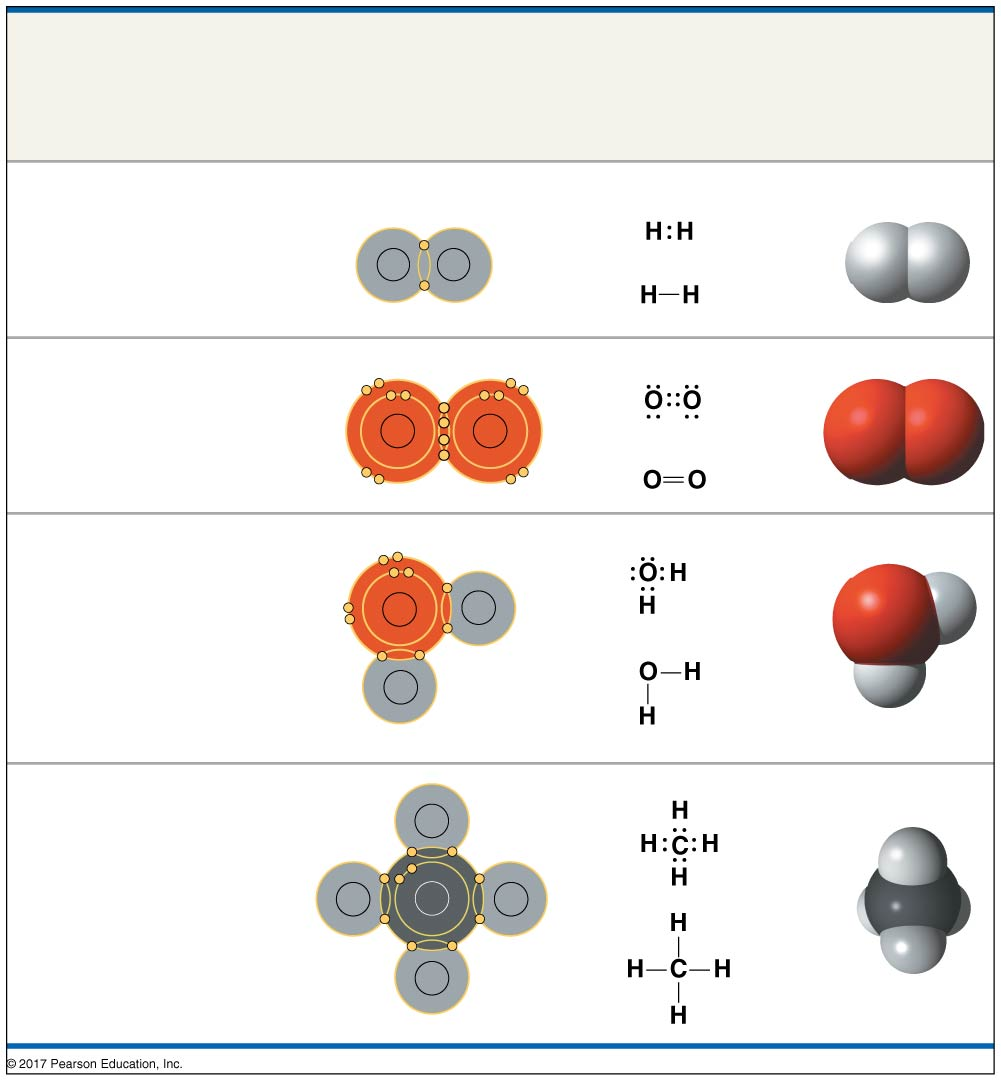 H:H
H—H
Ö::Ö
O=O
:Ö:H
H
O—H
H
H
H:C:H
H
H
H—C—H
H
© 2017 Pearson Education, Inc.